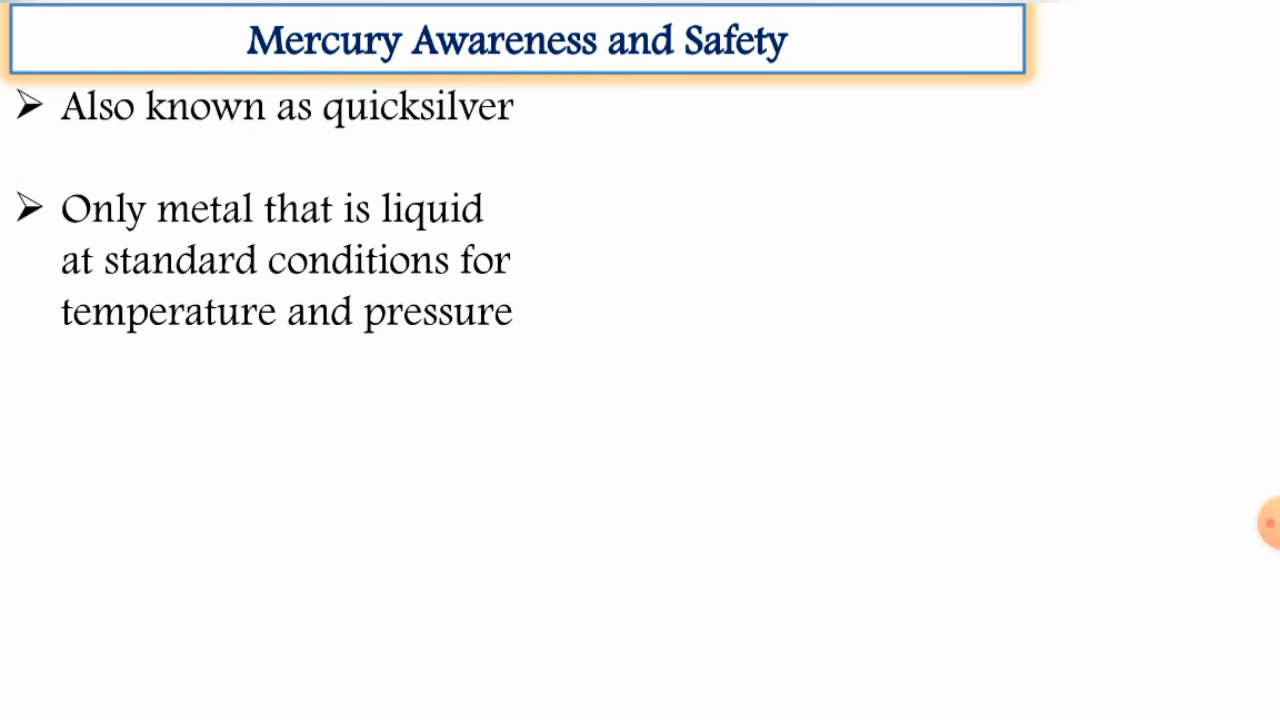 Mercury Awareness and Safety
➢ Also known as quicksilver
➢ Only metal that is liquid
at standard conditions for
temperature and pressure